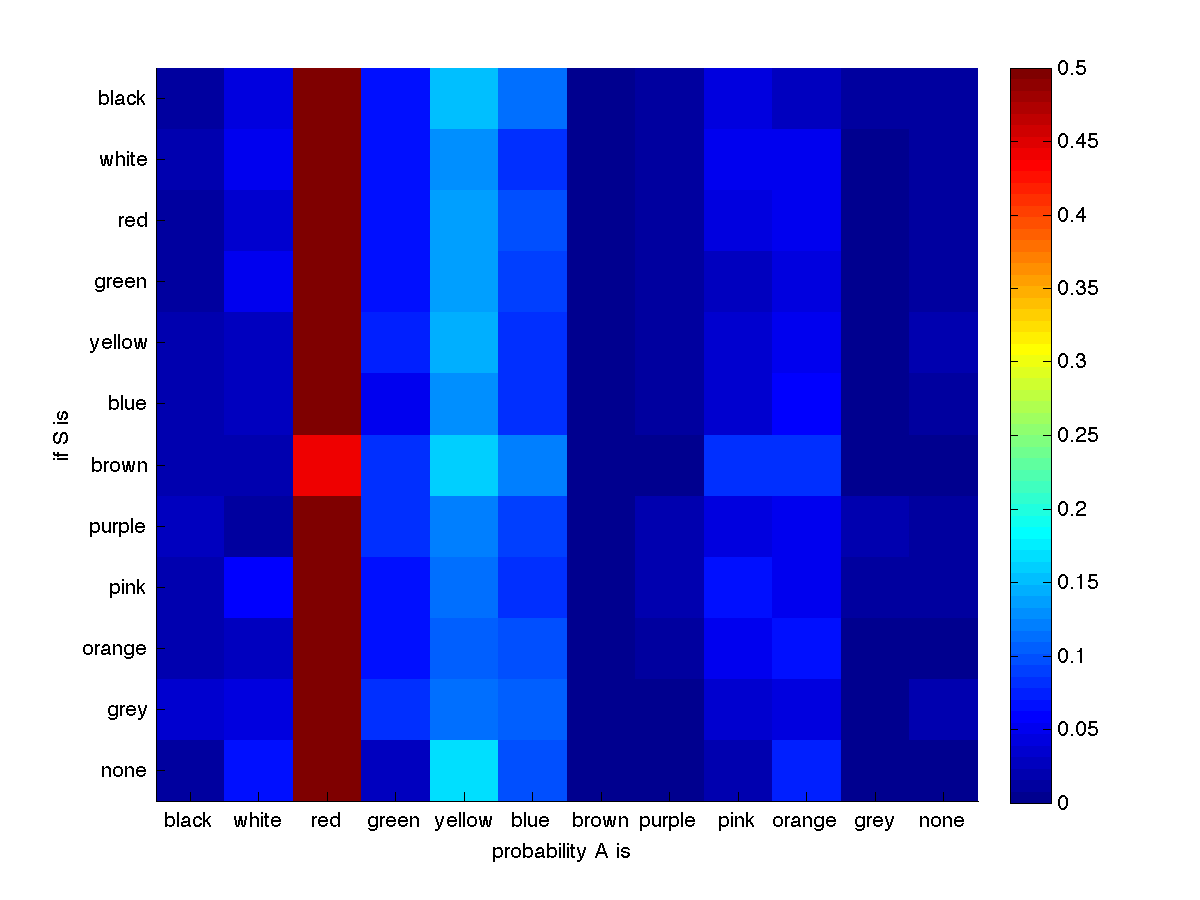 black
white
red
green
yellow
blue
brown
purple
pink
orange
grey
none
if S is
black white red green yellow blue brown purple pink orange grey none
probability A is
0.5
0.45
0.4
0.35
0.3
0.25
0.2
0.15
0.1
0.05
0